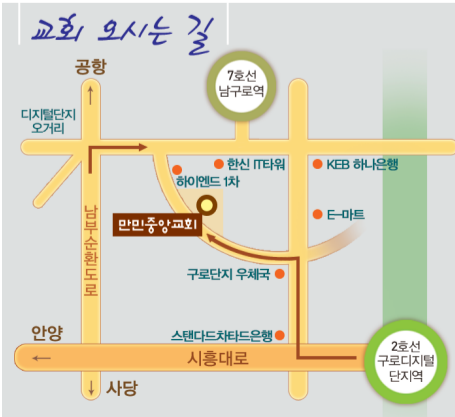 교회 오시는 길
공항
7호선
남구로역
디지털단지
오거리
한신 IT타워
KEB 하나은행
하이엔드 1차
E-마트
만민중앙교회
남부순환도로
구로단지 우체국
스탠다드차타드은행
안양
시흥대로
2호선
구로디지털
단지역
사당